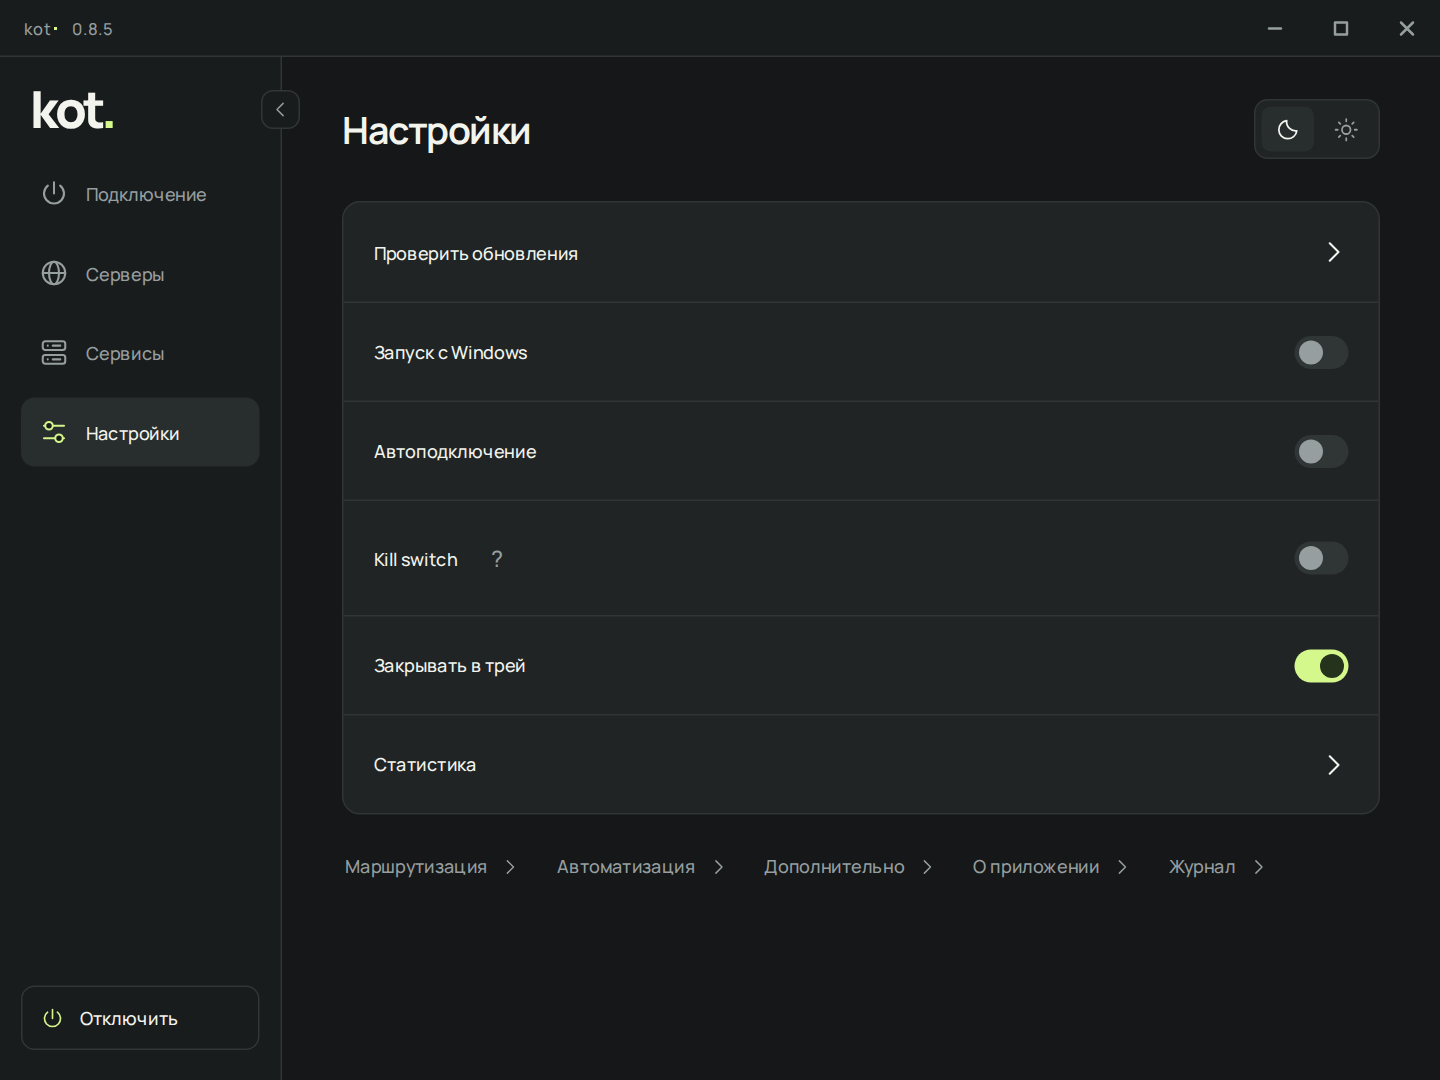 kot. 0.8.5
kot.
Подключение
Серверы
Сервисы
Настройки
Отключить
Настройки
Проверить обновления
Запуск с Windows
Автоподключение
Kill switch ?
Закрывать в трей
Статистика
Маршрутизация Автоматизация Дополнительно О приложении Журнал